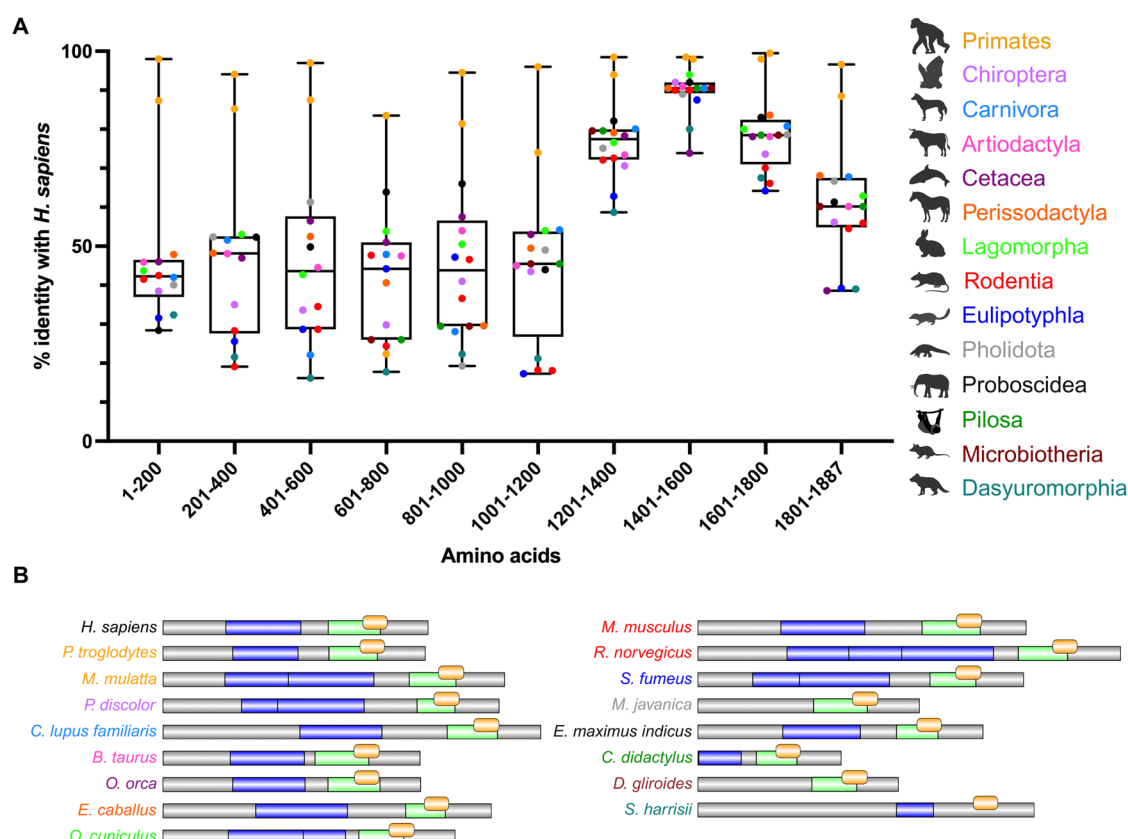 A
100
50
0
% identity with H. sapiens
1-200
201-400
401-600
601-800
801-1000
1001-1200
1201-1400
1401-1600
1601-1800
1801-1887
Amino acids
Primates
Chiroptera
Carnivora
Artiodactyla
Cetacea
Perissodactyla
Lagomorpha
Rodentia
Eulipotyphla
Pholidota
Proboscidea
Pilosa
Microbiotheria
Dasyuromorphia
B
H. sapiens
P. troglodytes
M. mulatta
P. discolor
C. lupus familiaris
B. taurus
O. orca
E. caballus
O. cuniculus
M. musculus
R. norvegicus
S. fumeus
M. javanica
E. maximus indicus
C. didactylus
D. gliroides
S. harrisii